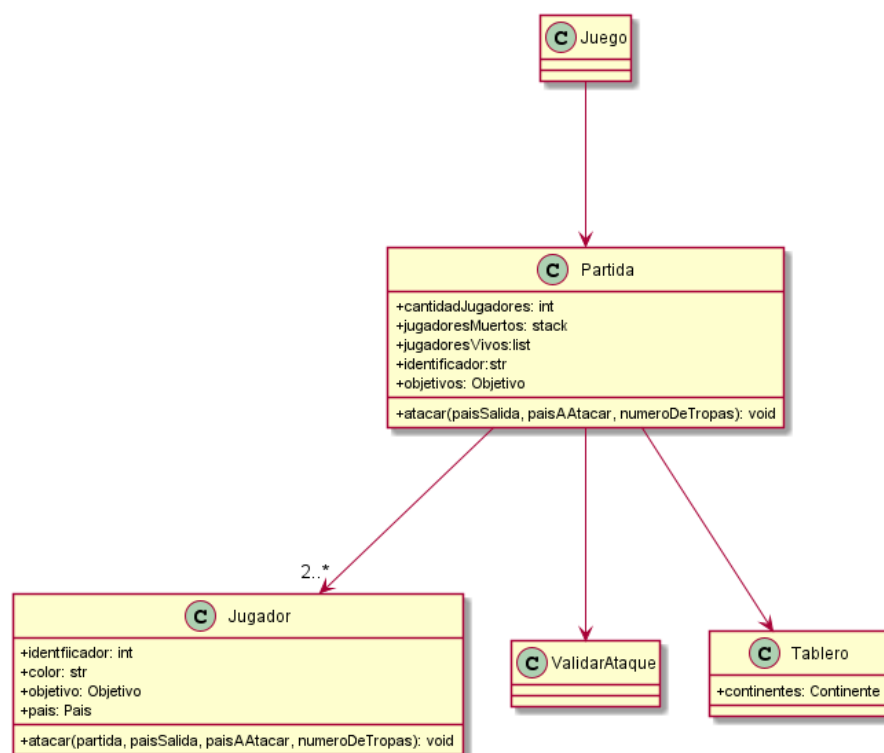 C Juego
C Partida
+cantidadJugadores: int
+jugadoresMuertos: stack
+jugadoresVivos:list
+identificador:str
+objetivos: Objetivo
+atacar(paisSalida, paisAAtacar, numeroDeTropas): void
2..*
C Jugador
+identfiicador: int
+color: str
+objetivo: Objetivo
+pais: Pais
+atacar(partida, paisSalida, paisAAtacar, numeroDeTropas): void
C ValidarAtaque
C Tablero
+continentes: Continente